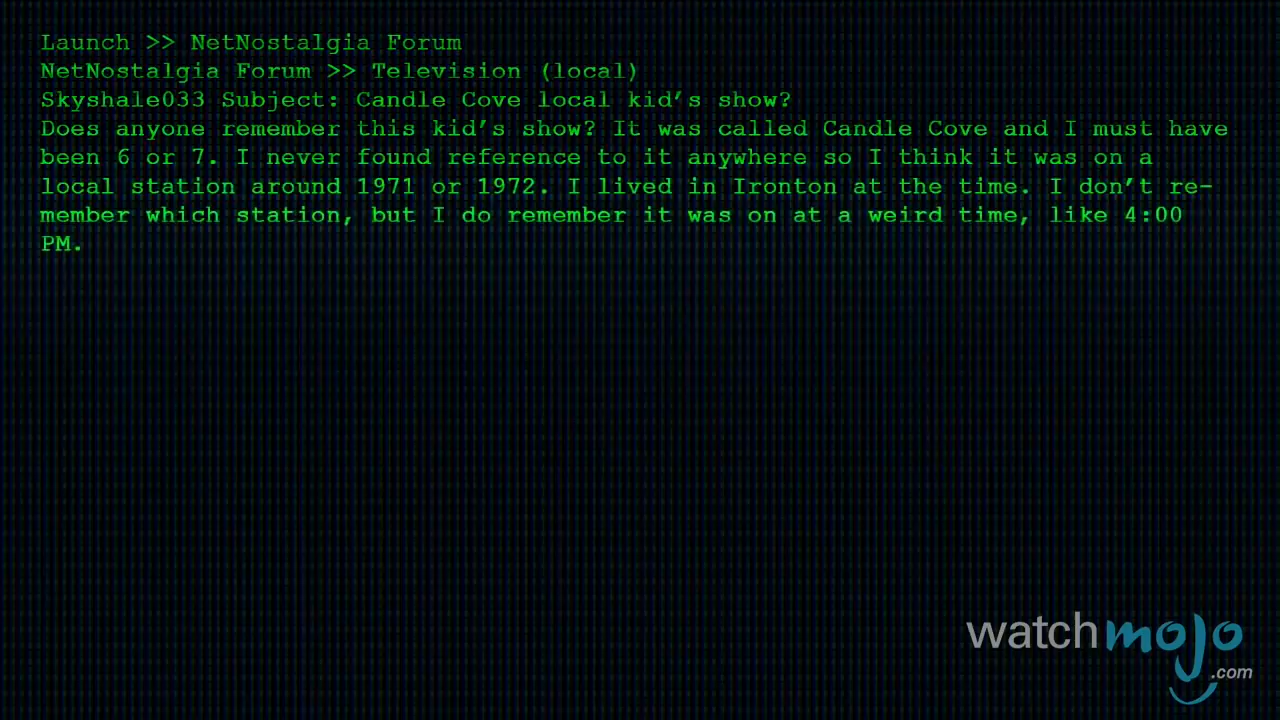 Launch >> NetNostalgia Forum
NetNostalgia Forum >> Television (local)
Skyshale033 Subject: Candle Cove local kid’s show?
Does anyone remember this kid’s show? It was called Candle Cove and I must have
been 6 or 7. I never found reference to it anywhere so I think it was on a
local station around 1971 or 1972. I lived in Ironton at the time. I don’t re-
member which station, but I do remember it was on at a weird time, like 4:00
PM.
watchmojo
.com